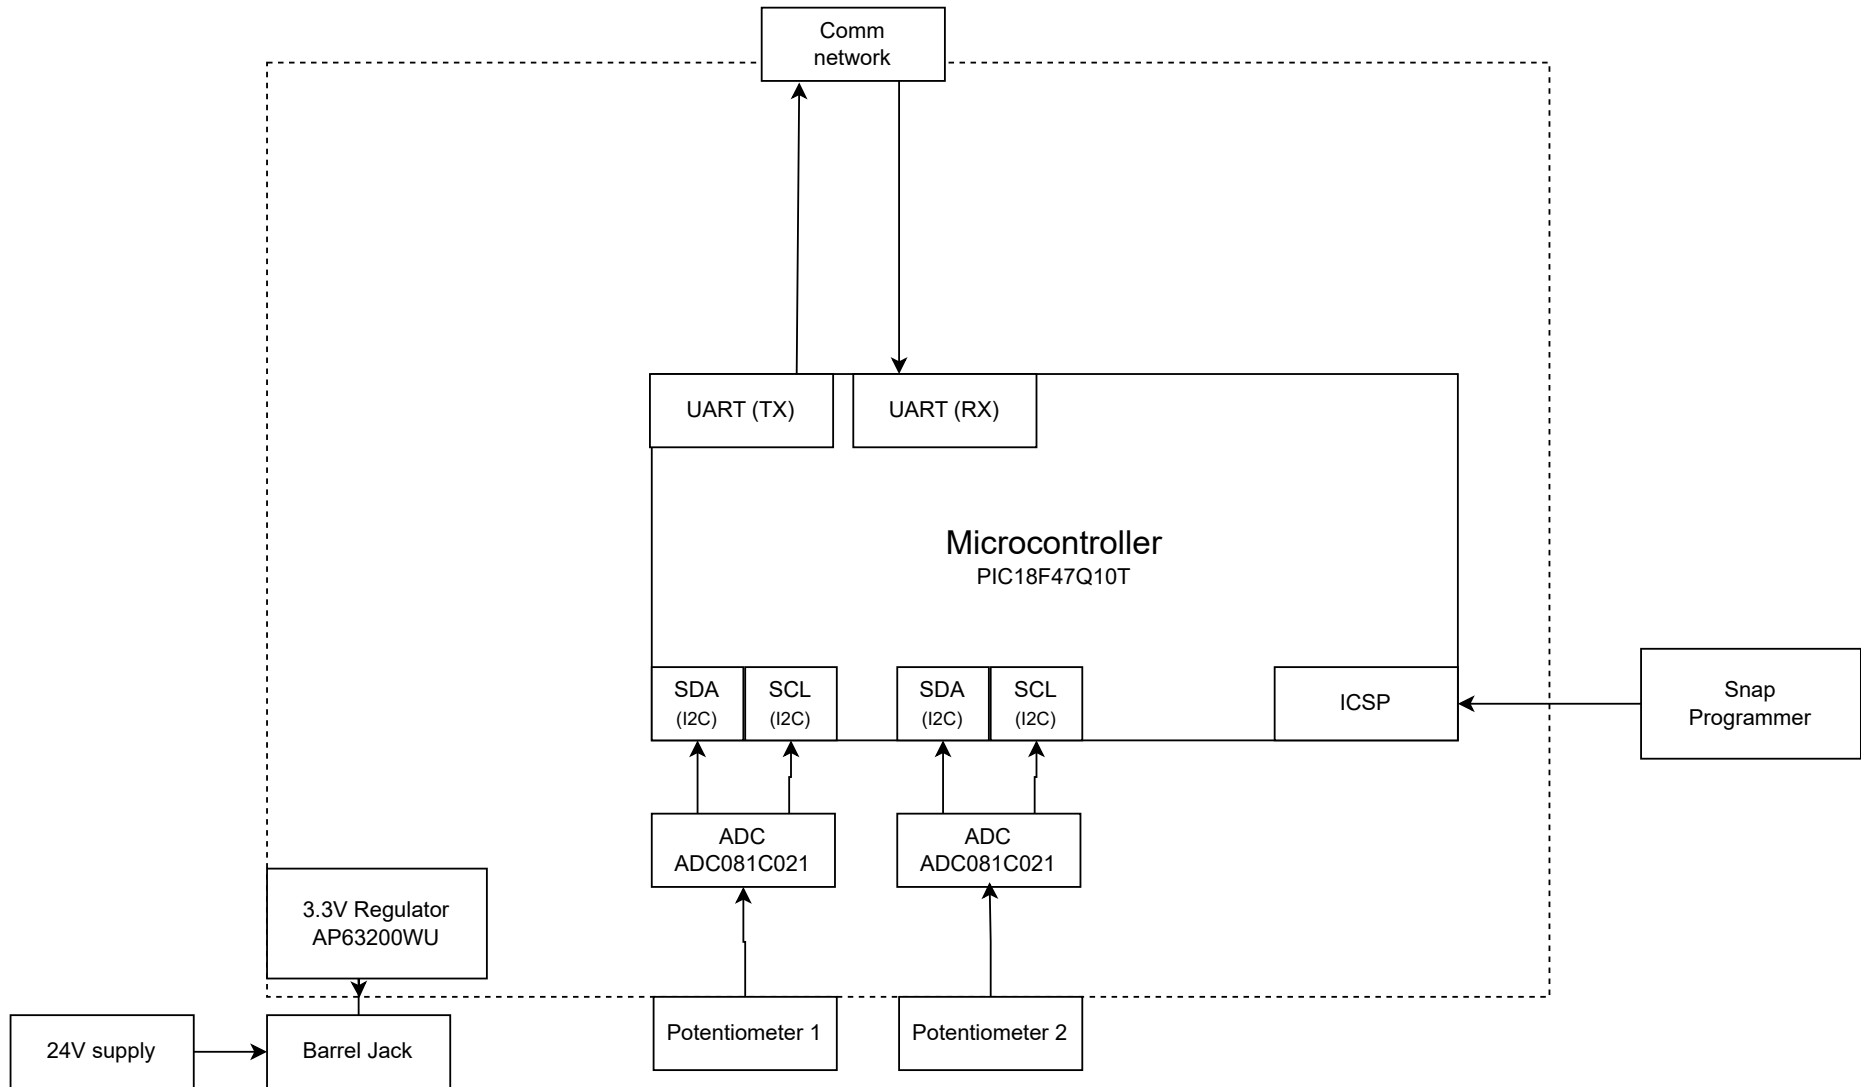 Comm
network
UART (TX)
UART (RX)
Microcontroller
PIC18F47Q10T
SDA
(I2C)
SCL
(I2C)
SDA
(I2C)
SCL
(I2C)
ICSP
Snap
Programmer
ADC
ADC081C021
ADC
ADC081C021
3.3V Regulator
AP63200WU
24V supply
Barrel Jack
Potentiometer 1
Potentiometer 2